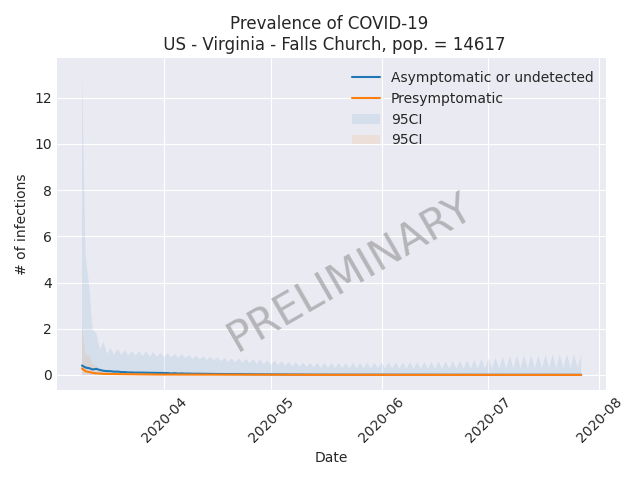 Prevalence of COVID-19
US - Virginia - Falls Church, pop. = 14617
Asymptomatic or undetected
Presymptomatic
95CI
95CI
12
10
8
6
4
2
0
# of infections
PRELIMINARY
2020-04
2020-05
2020-06
2020-07
2020-08
Date